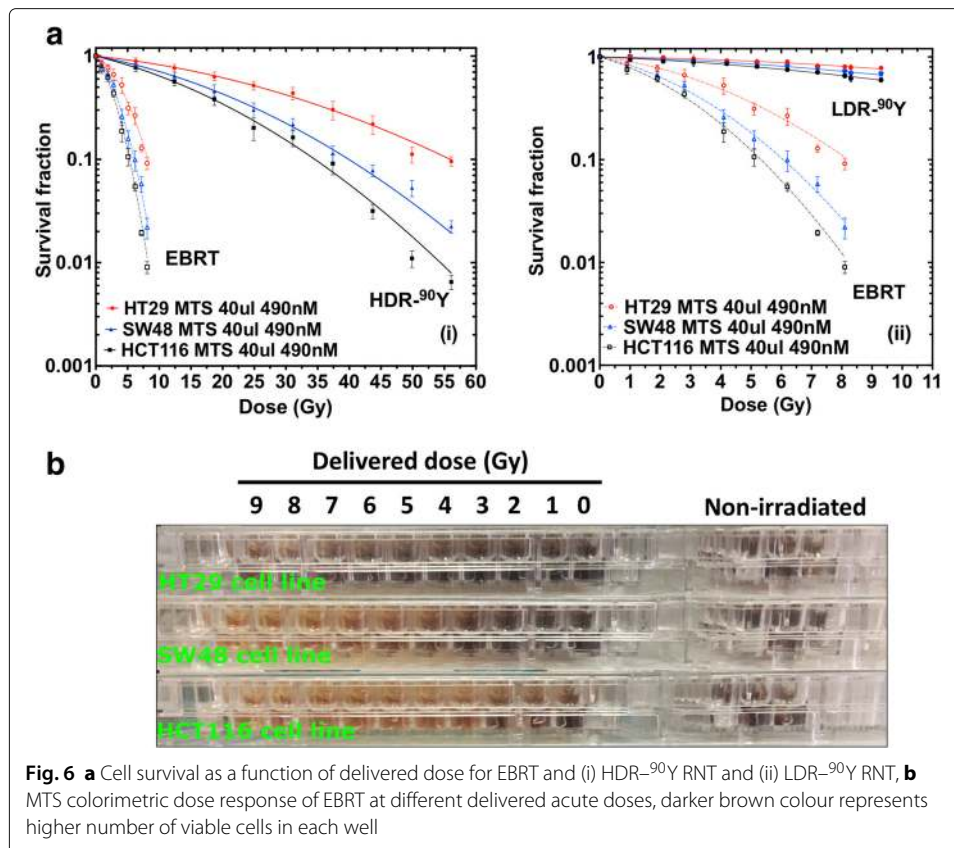 a
1
0.1
0.01
0.001
Survival fraction
EBRT
HDR-⁹⁰Y
HT29 MTS 40ul 490nM
SW48 MTS 40ul 490nM
HCT116 MTS 40ul 490nM
(i)
0 5 10 15 20 25 30 35 40 45 50 55 60
Dose (Gy)
1
0.1
0.01
0.001
Survival fraction
LDR-⁹⁰Y
EBRT
HT29 MTS 40ul 490nM
SW48 MTS 40ul 490nM
HCT116 MTS 40ul 490nM
(ii)
0 1 2 3 4 5 6 7 8 9 10 11
Dose (Gy)
b
Delivered dose (Gy)
9 8 7 6 5 4 3 2 1 0
Non-irradiated
HT29 cell line
SW48 cell line
HCT116 cell line
Fig. 6 a Cell survival as a function of delivered dose for EBRT and (i) HDR–⁹⁰Y RNT and (ii) LDR–⁹⁰Y RNT, b
MTS colorimetric dose response of EBRT at different delivered acute doses, darker brown colour represents
higher number of viable cells in each well